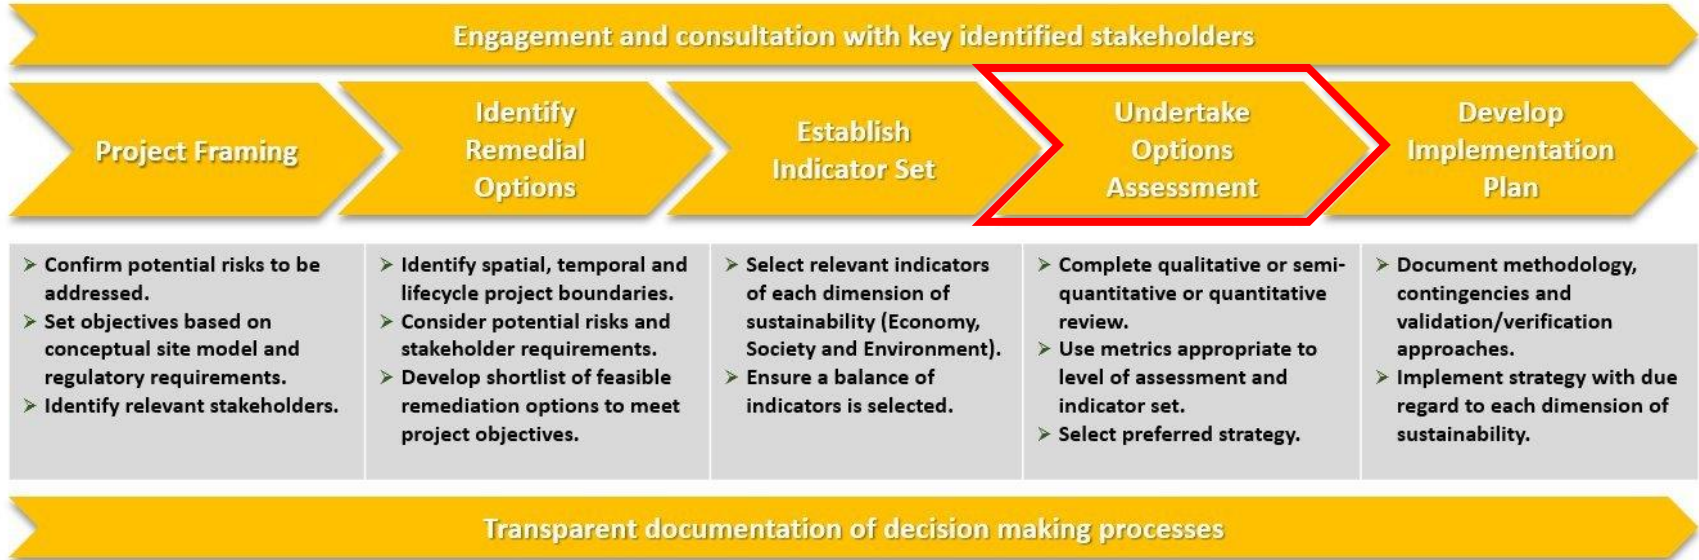 Engagement and consultation with key identified stakeholders
Project Framing
Identify
Remedial
Options
Establish
Indicator Set
Undertake
Options
Assessment
Develop
Implementation
Plan
➢ Confirm potential risks to be
addressed.
➢ Set objectives based on
conceptual site model and
regulatory requirements.
➢ Identify relevant stakeholders.
➢ Identify spatial, temporal and
lifecycle project boundaries.
➢ Consider potential risks and
stakeholder requirements.
➢ Develop shortlist of feasible
remediation options to meet
project objectives.
➢ Select relevant indicators
of each dimension of
sustainability (Economy,
Society and Environment).
➢ Ensure a balance of
indicators is selected.
➢ Complete qualitative or semi-
quantitative or quantitative
review.
➢ Use metrics appropriate to
level of assessment and
indicator set.
➢ Select preferred strategy.
➢ Document methodology,
contingencies and
validation/verification
approaches.
➢ Implement strategy with due
regard to each dimension of
sustainability.
Transparent documentation of decision making processes